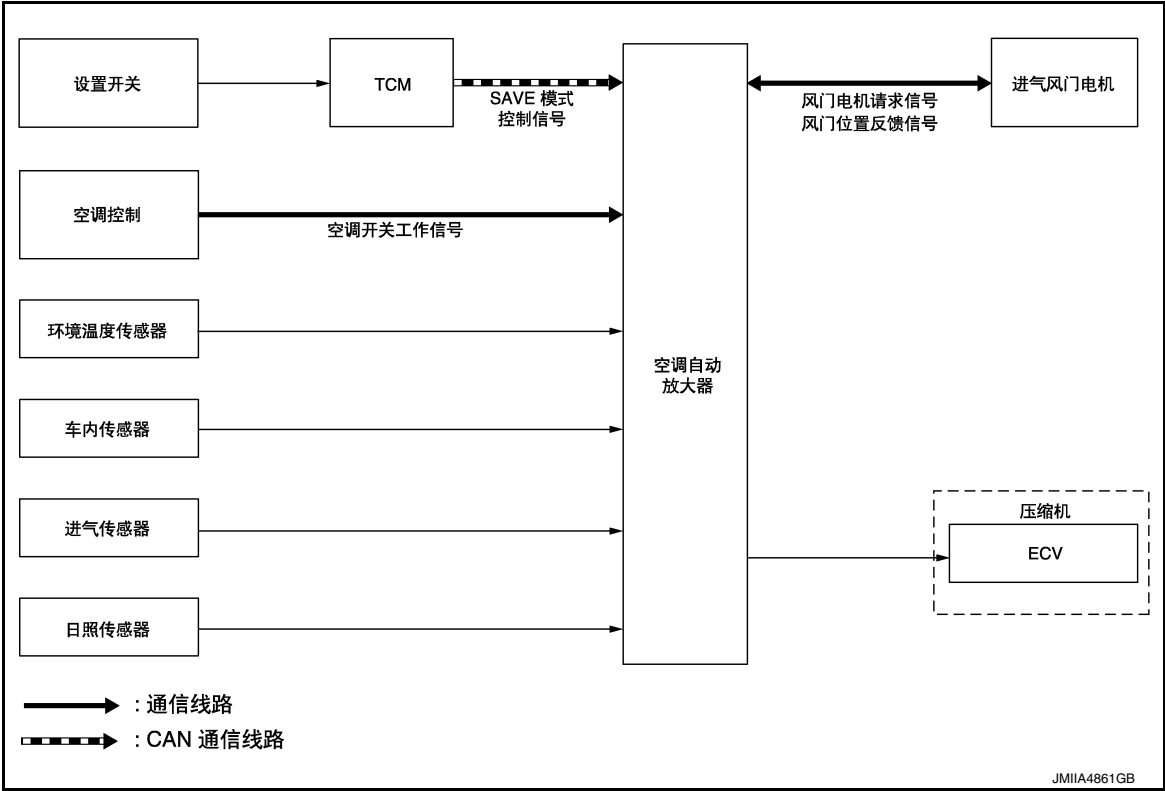 设置开关
TCM
SAVE 模式
控制信号
风门电机请求信号
风门位置反馈信号
进气风门电机
空调控制
空调开关工作信号
环境温度传感器
空调自动
放大器
车内传感器
进气传感器
压缩机
ECV
日照传感器
: 通信线路
: CAN 通信线路
JMIIA4861GB